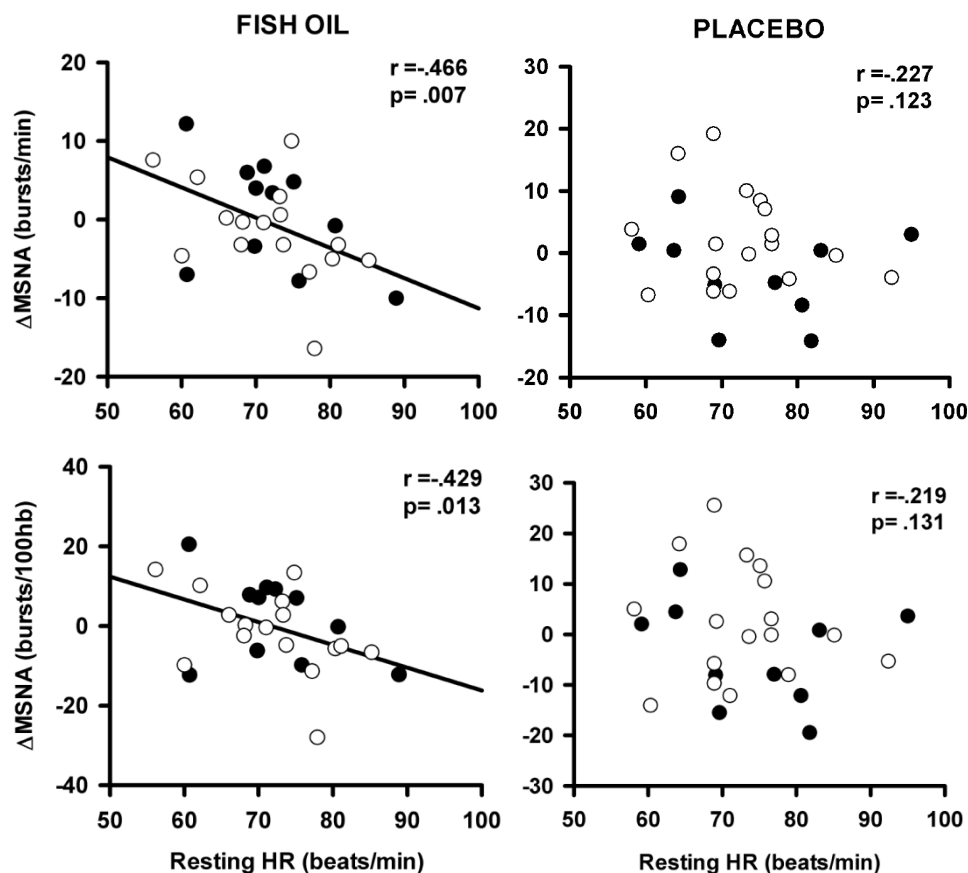 FISH OIL
PLACEBO
r =-.466
p= .007
r =-.227
p= .123
ΔMSNA (bursts/min)
20
10
0
-10
-20
50 60 70 80 90 100
30
20
10
0
-10
-20
50 60 70 80 90 100
r =-.429
p= .013
r =-.219
p= .131
ΔMSNA (bursts/100hb)
40
20
0
-20
-40
50 60 70 80 90 100
Resting HR (beats/min)
30
20
10
0
-10
-20
-30
50 60 70 80 90 100
Resting HR (beats/min)